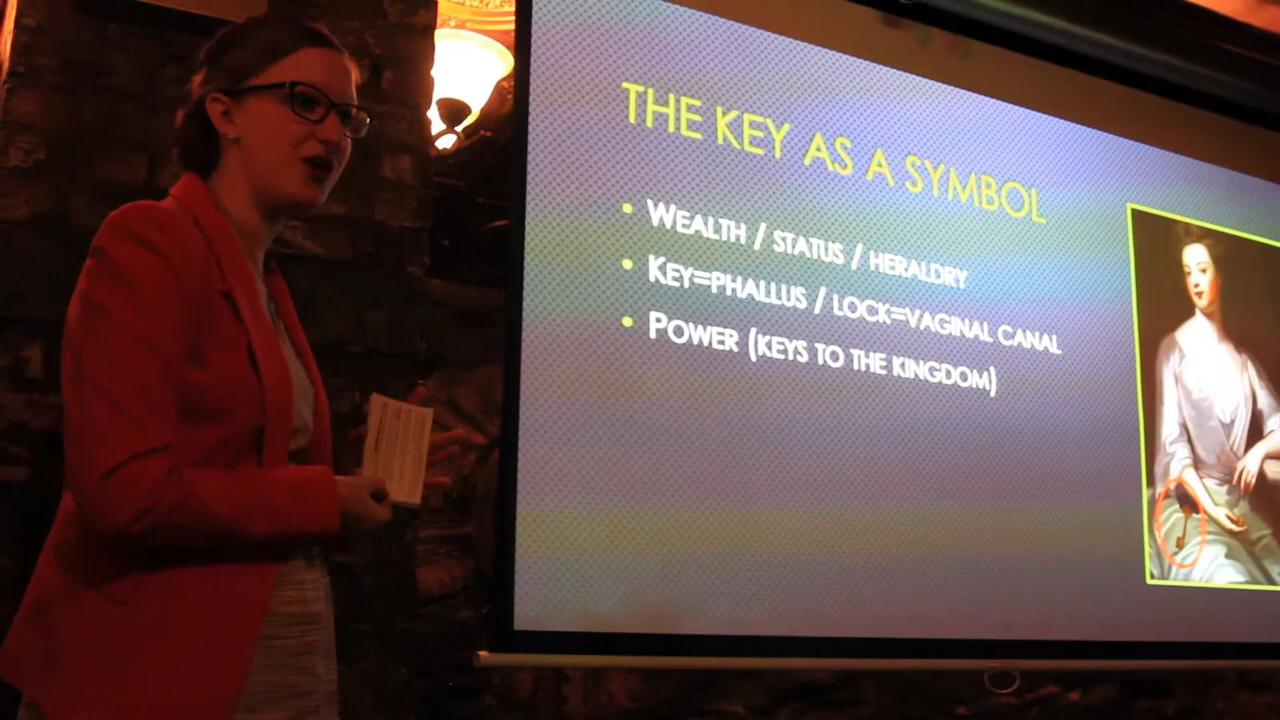 THE KEY AS A SYMBOL
• WEALTH / STATUS / HERALDRY
• KEY=PHALLUS / LOCK=VAGINAL CANAL
• POWER (KEYS TO THE KINGDOM)